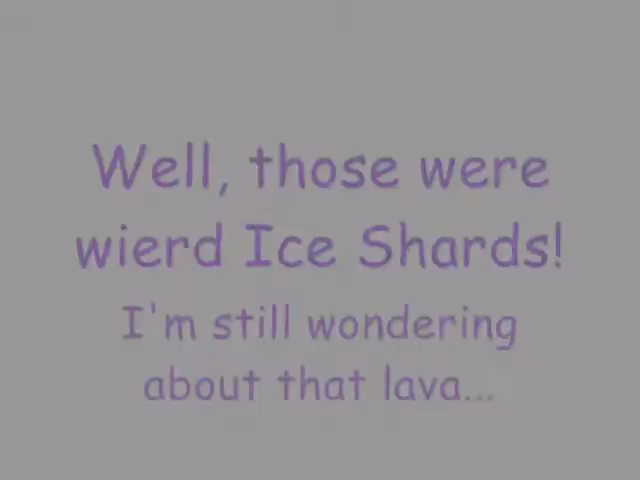 Well, those were
wierd Ice Shards!
I'm still wondering
about that lava...